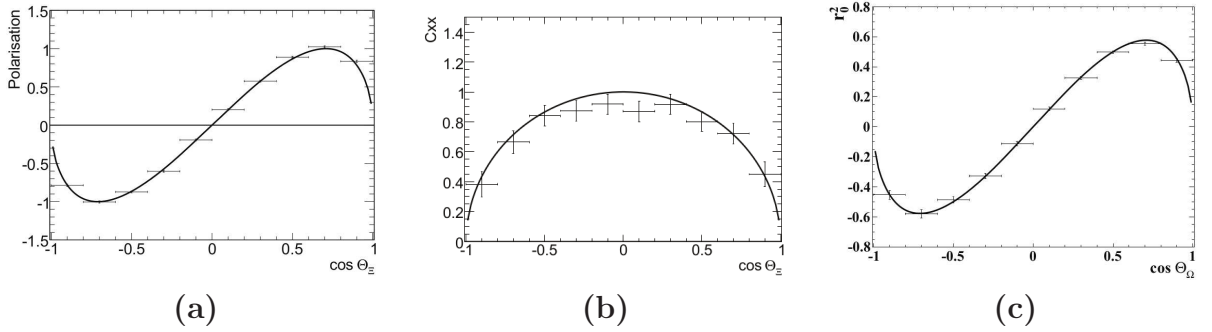 Polarisation
1.5
1
0.5
0
-0.5
-1
-1.5
-1 -0.5 0 0.5 1
cos Θ_Ξ
(a)
Cxx
1.4
1.2
1
0.8
0.6
0.4
0.2
0
-1 -0.5 0 0.5 1
cos Θ_Ξ
(b)
r²₀
0.8
0.6
0.4
0.2
0
-0.2
-0.4
-0.6
-0.8
-1 -0.5 0 0.5 1
cos Θ_Ω
(c)